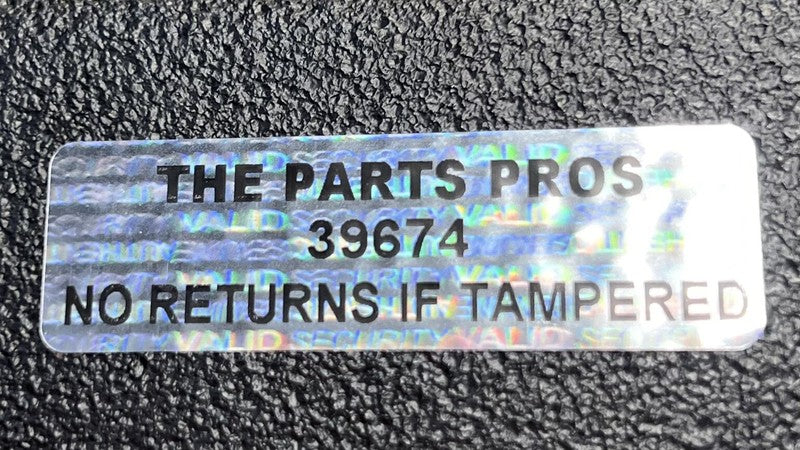 THE PARTS PROS
39674
NO RETURNS IF TAMPERED